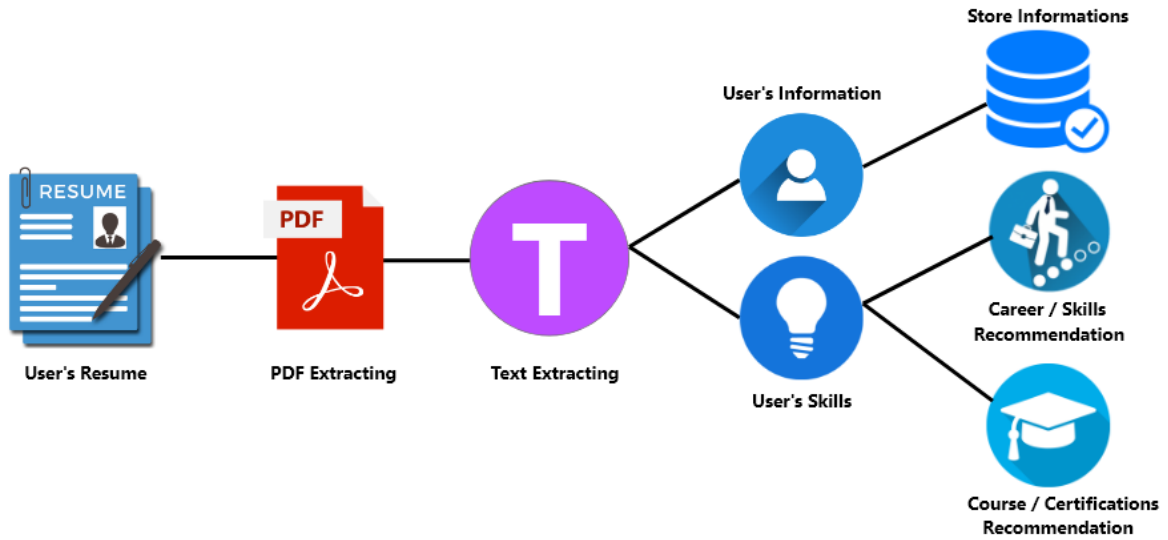 Store Informations
User's Information
RESUME
PDF
T
User's Resume
PDF Extracting
Text Extracting
User's Skills
Career / Skills
Recommendation
Course / Certifications
Recommendation